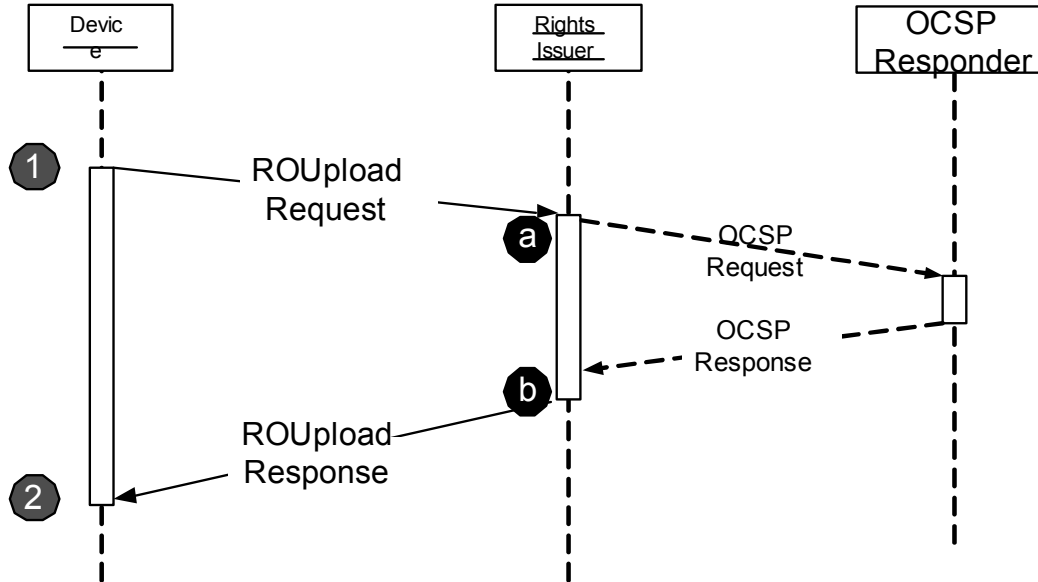 Devic
e
Rights
Issuer
OCSP
Responder
1
ROUpload
Request
a
OCSP
Request
OCSP
Response
b
ROUpload
Response
2